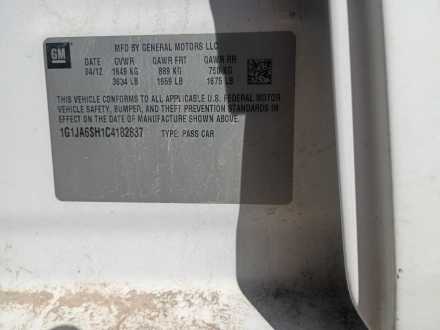 GM
MFD BY GENERAL MOTORS LLC
DATE GVWR GAWR FRT GAWR RR
04/12 1649 KG 889 KG 760 KG
3634 LB 1959 LB 1675 LB
THIS VEHICLE CONFORMS TO ALL APPLICABLE U.S. FEDERAL MOTOR
VEHICLE SAFETY, BUMPER, AND THEFT PREVENTION STANDARDS IN
EFFECT ON THE DATE OF MANUFACTURE SHOWN ABOVE.
1G1JA6SH1C4182637 TYPE: PASS CAR